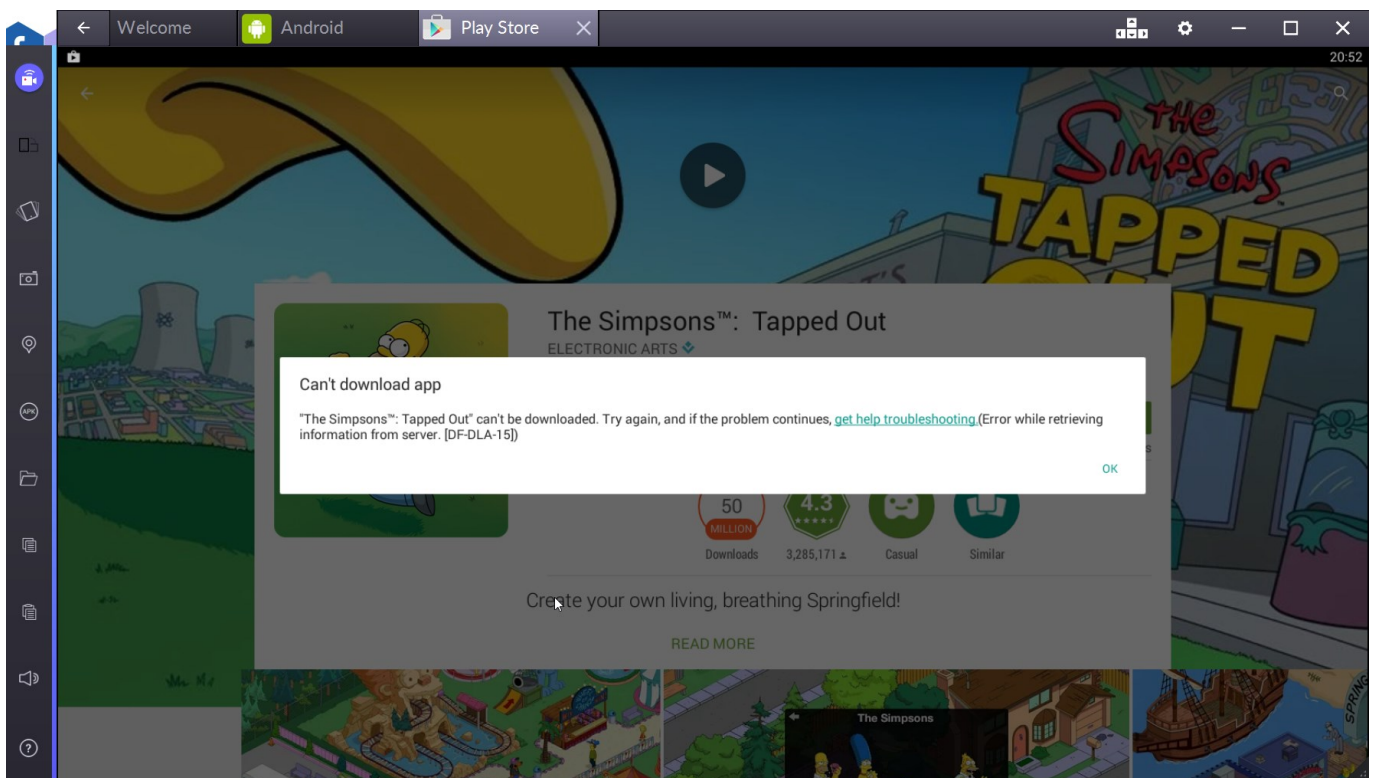 Welcome
Android
Play Store
20:52
THE
SIMPSONS
TAPPED
OUT
The Simpsons™: Tapped Out
ELECTRONIC ARTS
Can't download app
"The Simpsons™: Tapped Out" can't be downloaded. Try again, and if the problem continues, get help troubleshooting.(Error while retrieving
information from server. [DF-DLA-15])
OK
50
MILLION
4.3
Downloads
3,285,171
Casual
Similar
Create your own living, breathing Springfield!
READ MORE
The Simpsons
SPRING
APK